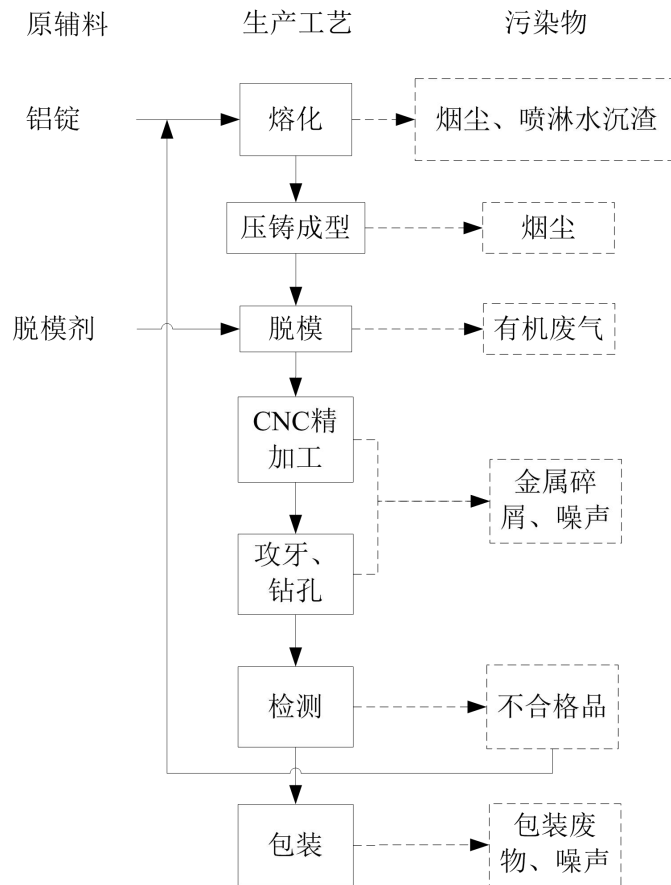 原辅料
生产工艺
污染物
铝锭
熔化
烟尘、喷淋水沉渣
压铸成型
烟尘
脱模剂
脱模
有机废气
CNC精
加工
金属碎
屑、噪声
攻牙、
钻孔
检测
不合格品
包装
包装废
物、噪声